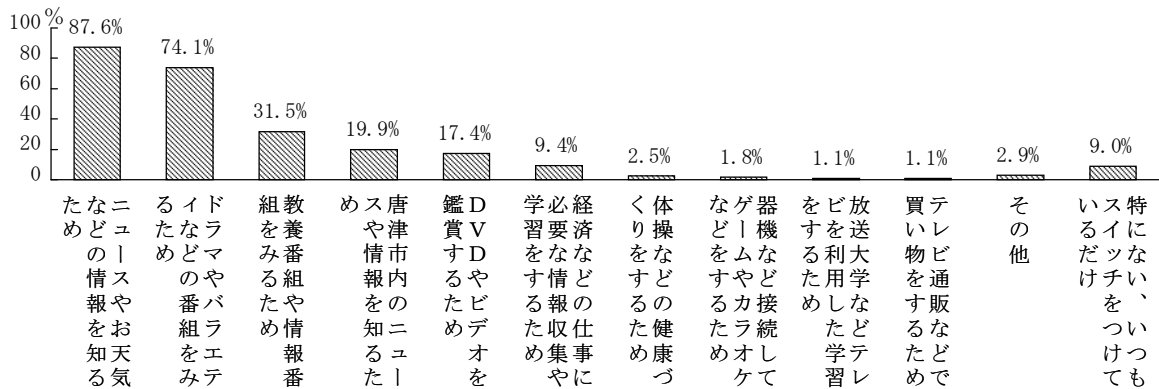 100 %
80
60
40
20
0
87.6%
74.1%
31.5%
19.9%
17.4%
9.4%
2.5%
1.8%
1.1%
1.1%
2.9%
9.0%
ニュースやお天気
などの情報を知る
ため
ドラマやバラエテ
ィなどの番組をみ
るため
教養番組や情報番
組をみるため
唐津市内のニュー
スや情報を知るた
め
DVDやビデオを
鑑賞するため
経済などの仕事に
必要な情報収集や
学習をするため
体操などの健康づ
くりをするため
器機など接続して
ゲームやカラオケ
などをするため
放送大学などテレ
ビを利用した学習
をするため
テレビ通販などで
買い物をするため
その他
特にない、いつも
スイッチをつけて
いるだけ